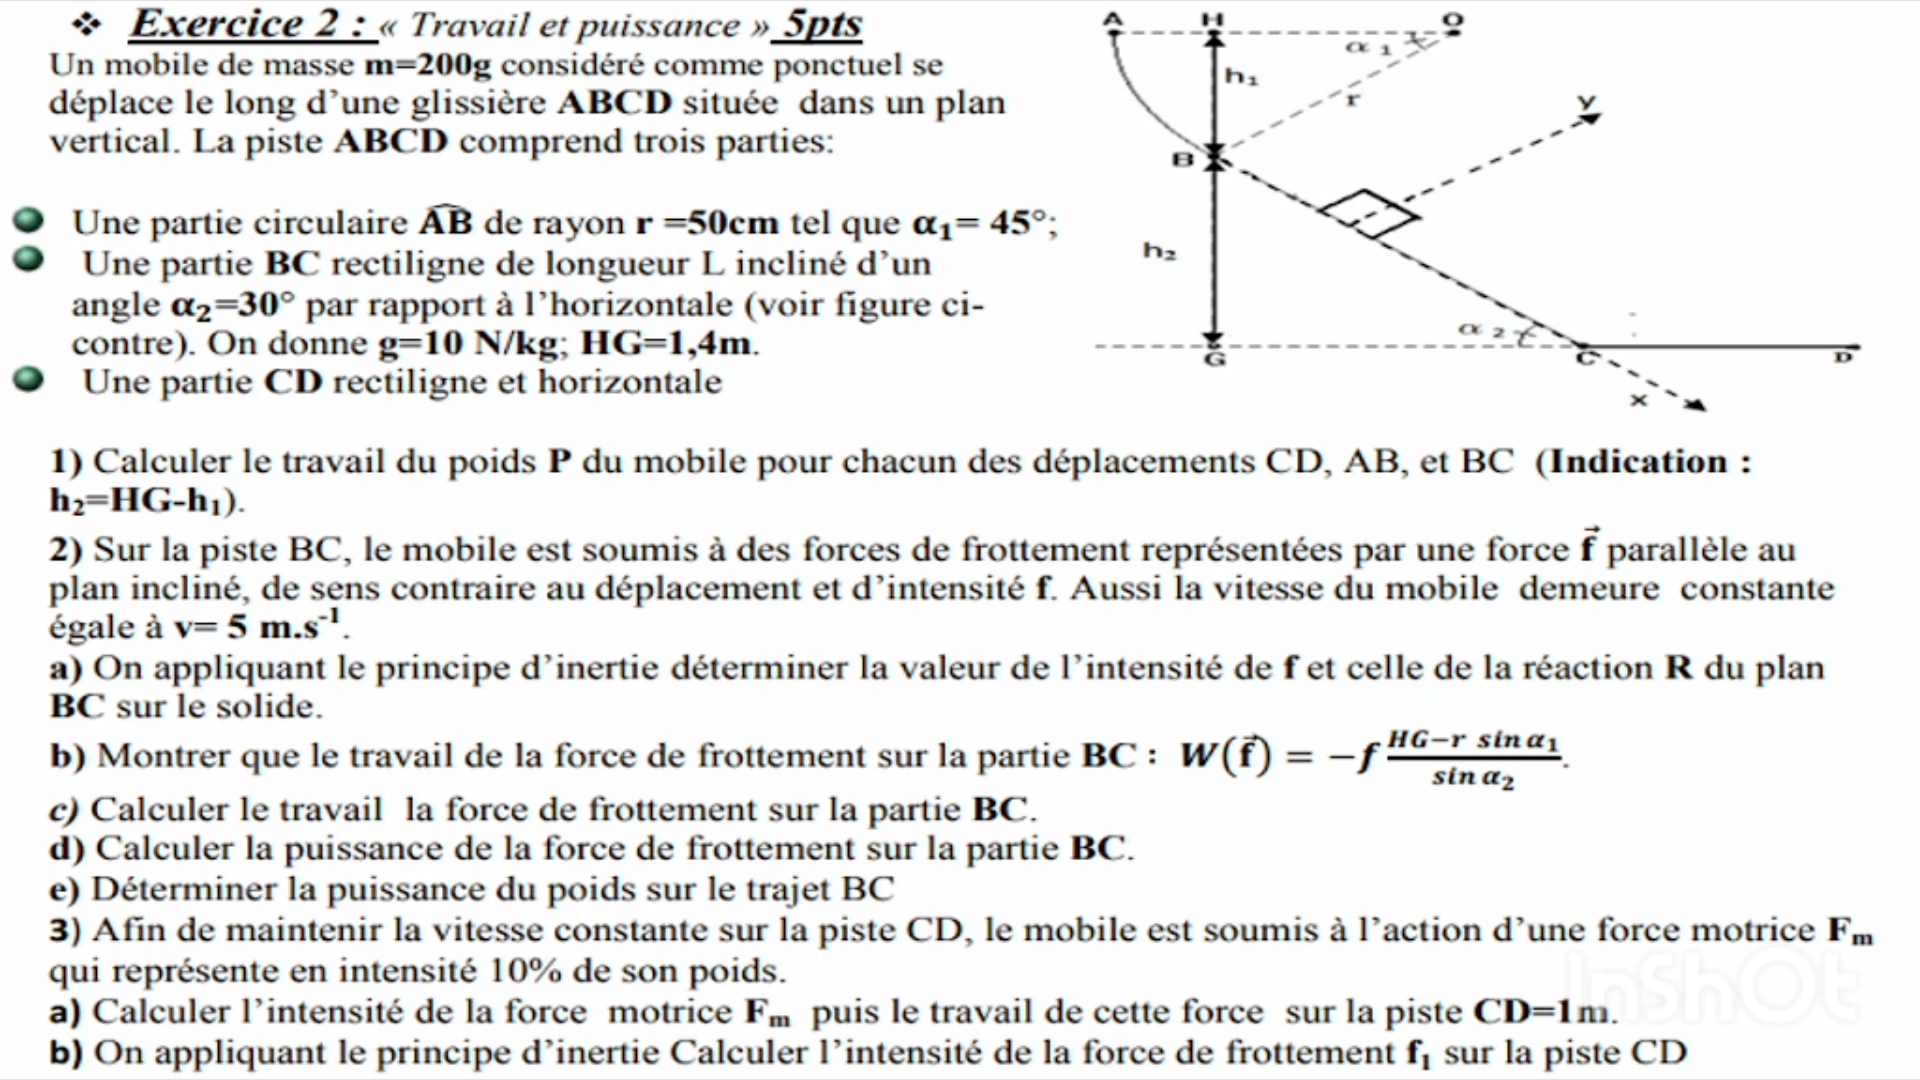 ❖ Exercice 2 : « Travail et puissance » 5pts
Un mobile de masse m=200g considéré comme ponctuel se
déplace le long d’une glissière ABCD située dans un plan
vertical. La piste ABCD comprend trois parties:
Une partie circulaire A͡B de rayon r =50cm tel que α₁= 45°;
Une partie BC rectiligne de longueur L incliné d’un
angle α₂=30° par rapport à l’horizontale (voir figure ci-
contre). On donne g=10 N/kg; HG=1,4m.
Une partie CD rectiligne et horizontale
A H O
α₁
h₁
r
y
B
h₂
α₂
G C D
x
1) Calculer le travail du poids P du mobile pour chacun des déplacements CD, AB, et BC (Indication :
h₂=HG-h₁).
2) Sur la piste BC, le mobile est soumis à des forces de frottement représentées par une force f⃗ parallèle au
plan incliné, de sens contraire au déplacement et d’intensité f. Aussi la vitesse du mobile demeure constante
égale à v= 5 m.s⁻¹.
a) On appliquant le principe d’inertie déterminer la valeur de l’intensité de f et celle de la réaction R du plan
BC sur le solide.
b) Montrer que le travail de la force de frottement sur la partie BC : W(f⃗) = −f (HG−r sin α₁)/(sin α₂).
c) Calculer le travail la force de frottement sur la partie BC.
d) Calculer la puissance de la force de frottement sur la partie BC.
e) Déterminer la puissance du poids sur le trajet BC
3) Afin de maintenir la vitesse constante sur la piste CD, le mobile est soumis à l’action d’une force motrice Fₘ
qui représente en intensité 10% de son poids.
a) Calculer l’intensité de la force motrice Fₘ puis le travail de cette force sur la piste CD=1m.
b) On appliquant le principe d’inertie Calculer l’intensité de la force de frottement f₁ sur la piste CD
InShOt